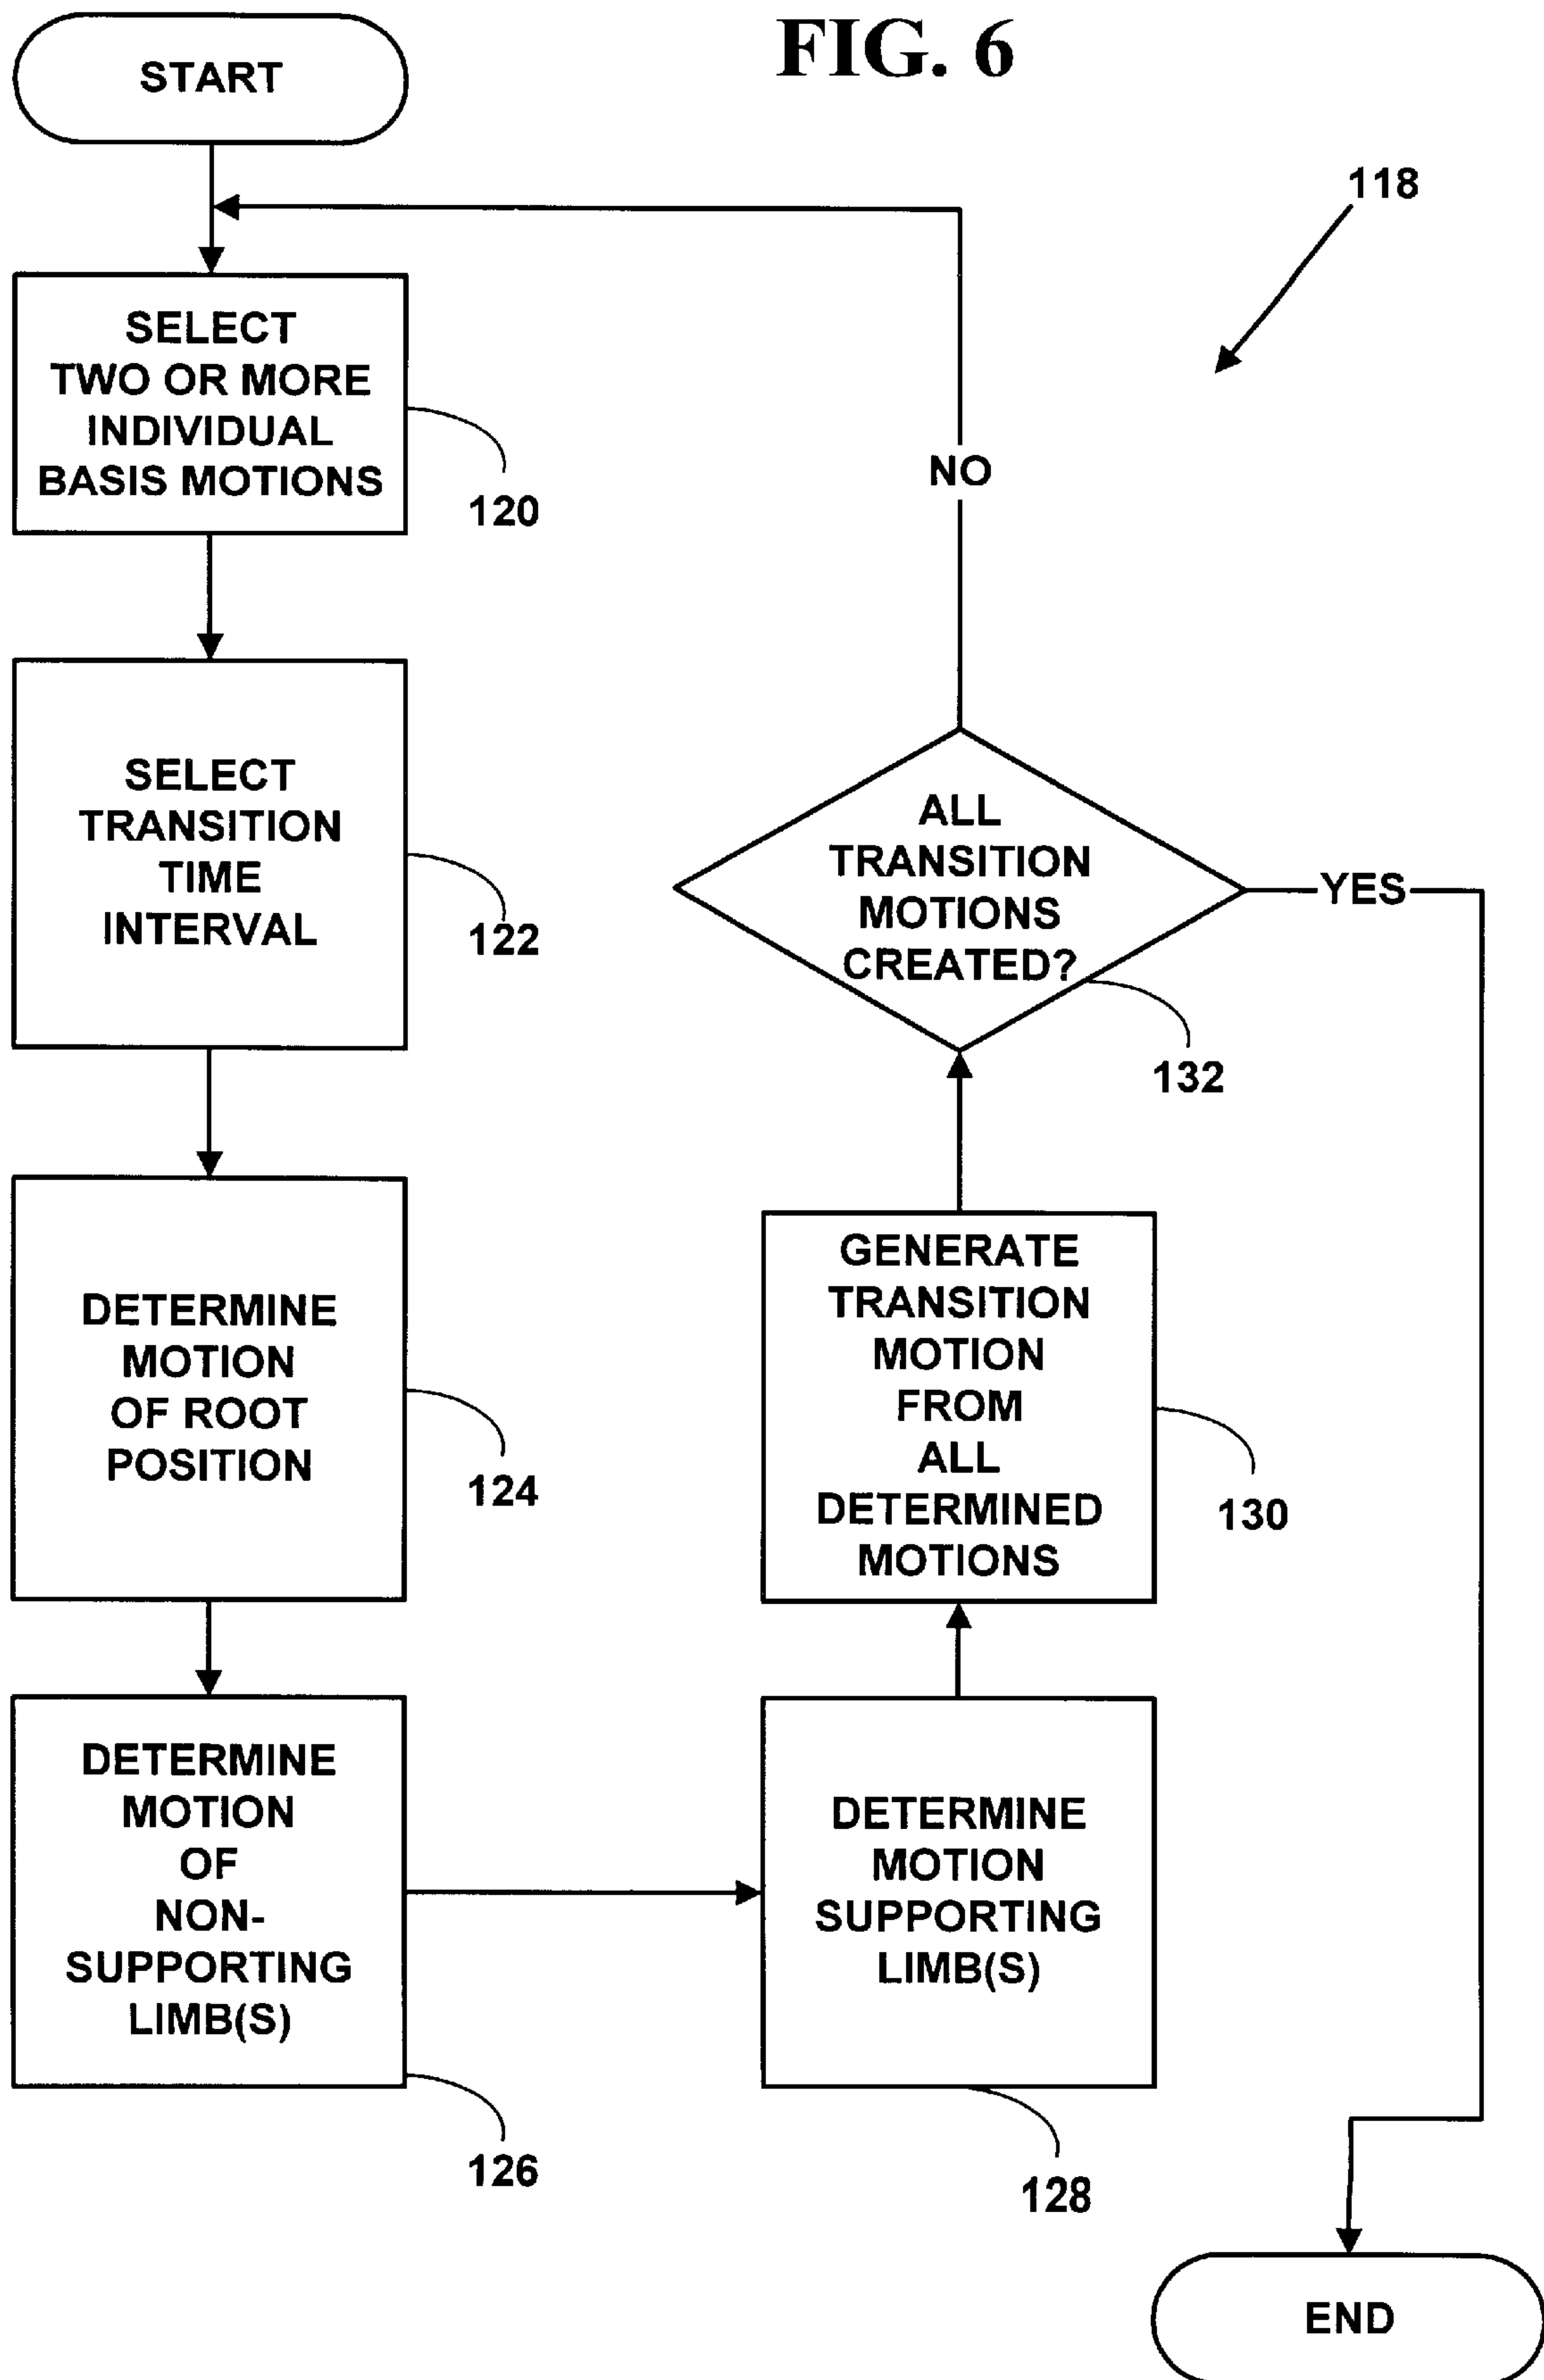 FIG. 6
START
118
SELECT
TWO OR MORE
INDIVIDUAL
BASIS MOTIONS
120
SELECT
TRANSITION
TIME
INTERVAL
122
DETERMINE
MOTION
OF ROOT
POSITION
124
DETERMINE
MOTION
OF
NON-
SUPPORTING
LIMB(S)
126
DETERMINE
MOTION
SUPPORTING
LIMB(S)
128
GENERATE
TRANSITION
MOTION
FROM
ALL
DETERMINED
MOTIONS
130
ALL
TRANSITION
MOTIONS
CREATED?
132
NO
YES
END